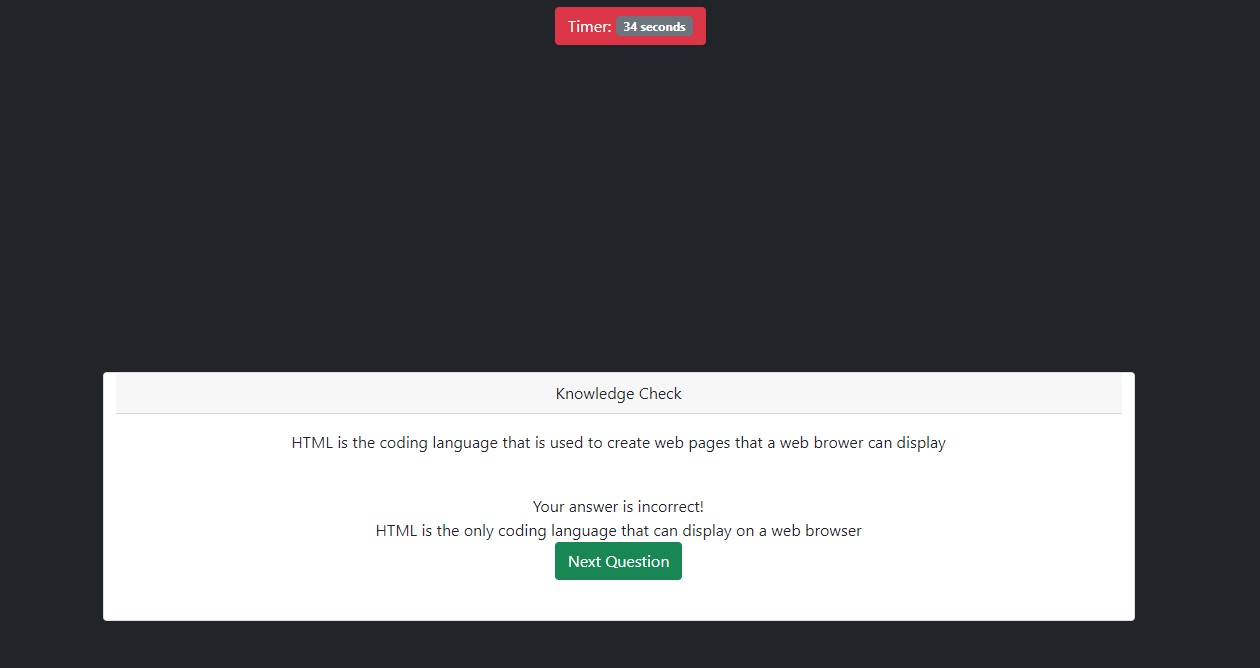 Timer: 34 seconds
Knowledge Check
HTML is the coding language that is used to create web pages that a web brower can display
Your answer is incorrect!
HTML is the only coding language that can display on a web browser
Next Question